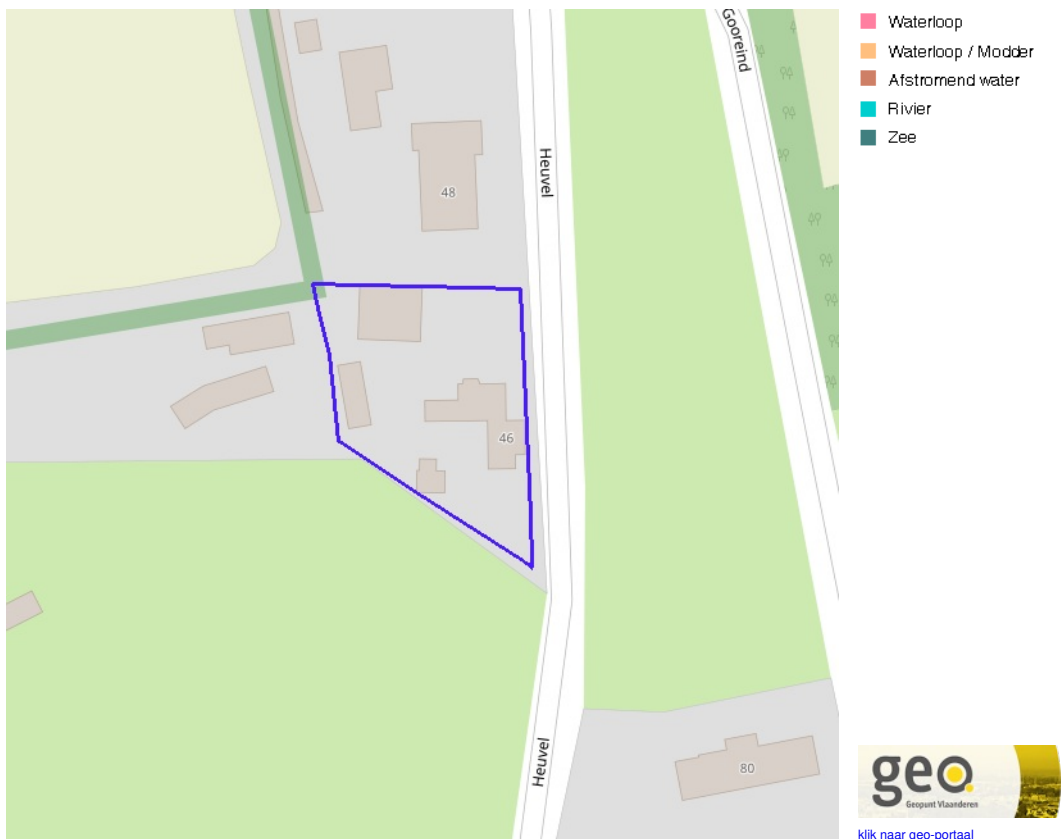 Gooreind
Heuvel
48
46
Heuvel
80
Waterloop
Waterloop / Modder
Afstromend water
Rivier
Zee
geo.
Geopunt Vlaanderen
klik naar geo-portaal